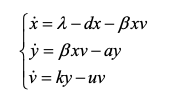 ẋ = λ − dx − βxv
ẏ = βxv − ay
v̇ = ky − uv